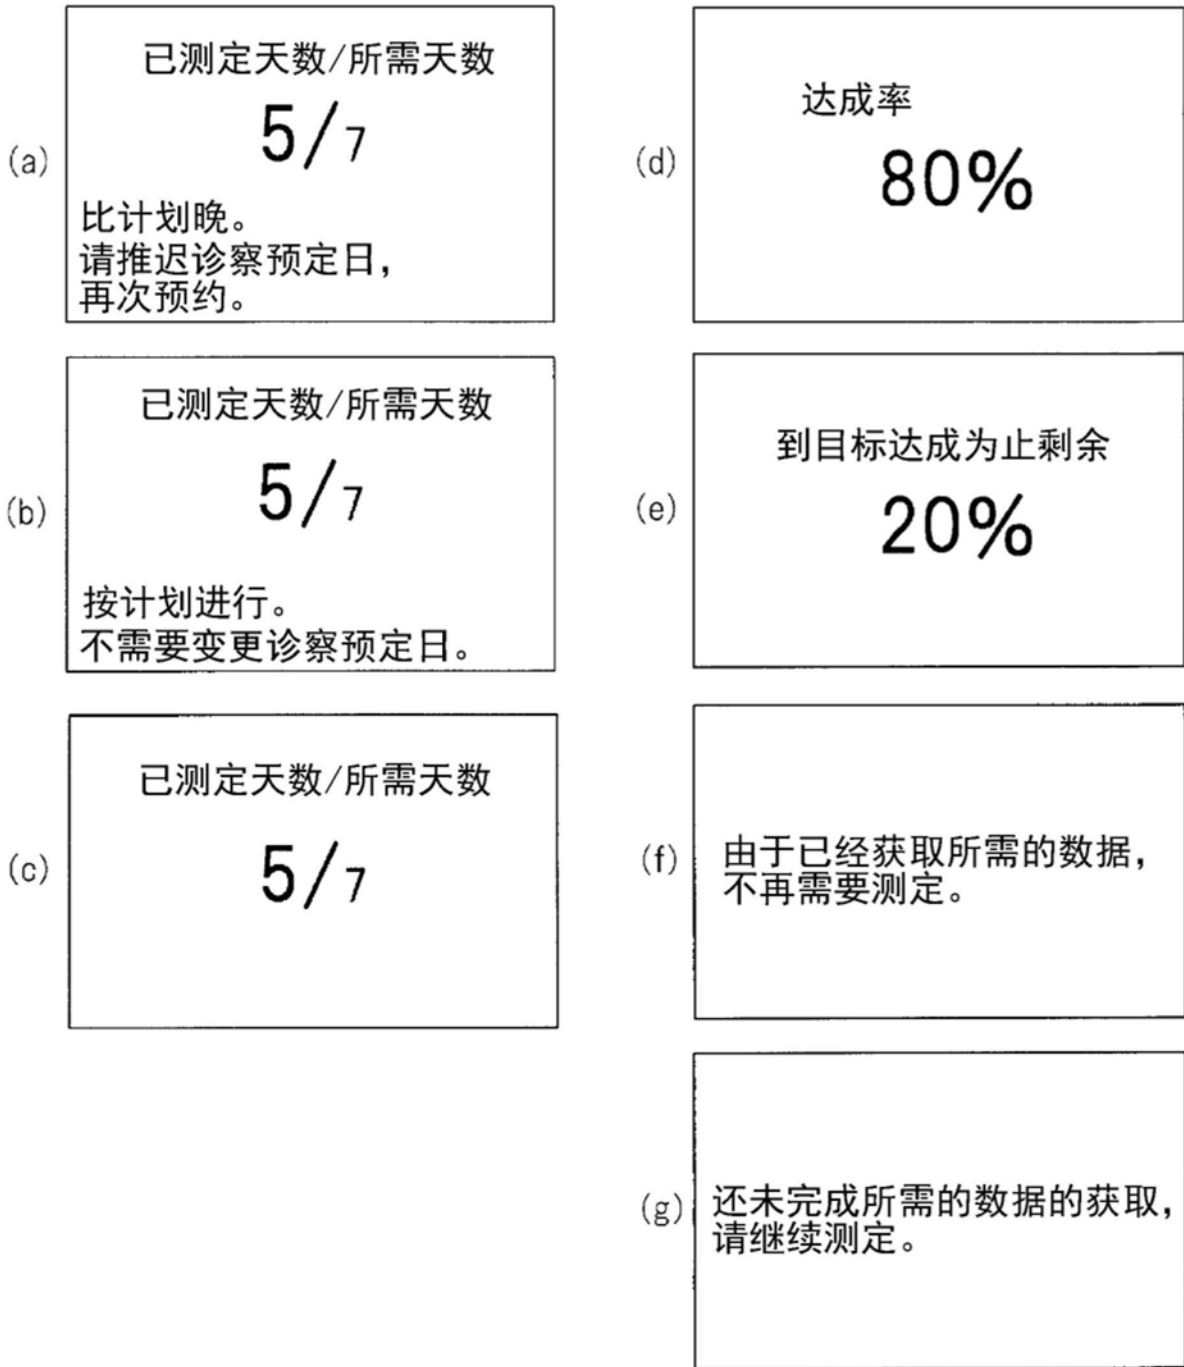 (a)
已测定天数/所需天数
5/7
比计划晚。
请推迟诊察预定日，
再次预约。
(b)
已测定天数/所需天数
5/7
按计划进行。
不需要变更诊察预定日。
(c)
已测定天数/所需天数
5/7
(d)
达成率
80%
(e)
到目标达成为止剩余
20%
(f)
由于已经获取所需的数据，
不再需要测定。
(g)
还未完成所需的数据的获取，
请继续测定。